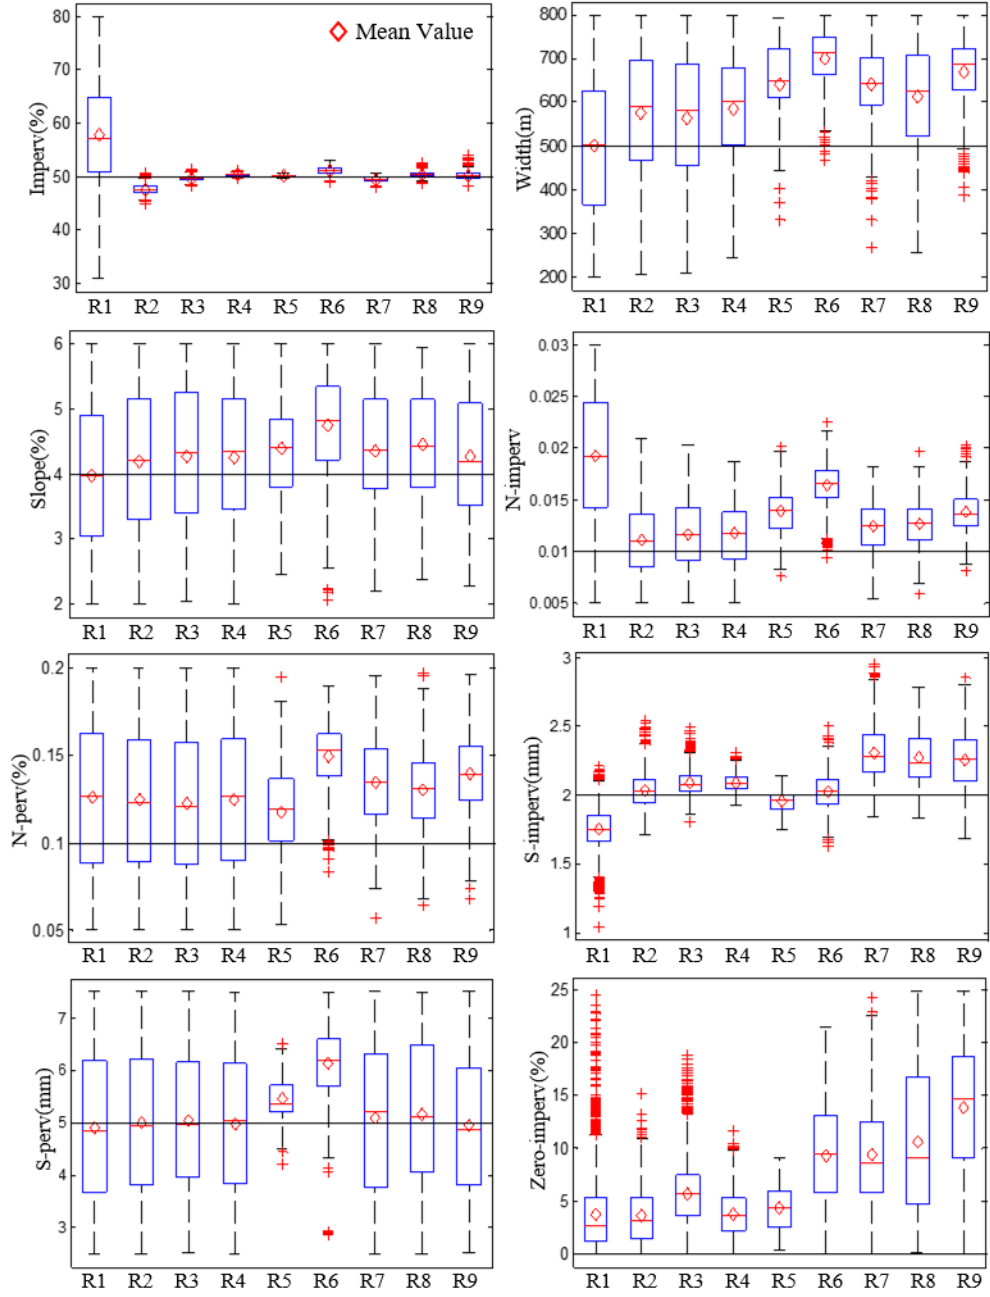 Mean Value
Imperv(%)
80
70
60
50
40
30
R1 R2 R3 R4 R5 R6 R7 R8 R9
Width(m)
800
700
600
500
400
300
200
R1 R2 R3 R4 R5 R6 R7 R8 R9
Slope(%)
6
5
4
3
2
R1 R2 R3 R4 R5 R6 R7 R8 R9
N-imperv
0.03
0.025
0.02
0.015
0.01
0.005
R1 R2 R3 R4 R5 R6 R7 R8 R9
N-perv(%)
0.2
0.15
0.1
0.05
R1 R2 R3 R4 R5 R6 R7 R8 R9
S-imperv(mm)
3
2.5
2
1.5
1
R1 R2 R3 R4 R5 R6 R7 R8 R9
S-perv(mm)
7
6
5
4
3
R1 R2 R3 R4 R5 R6 R7 R8 R9
Zero-imperv(%)
25
20
15
10
5
0
R1 R2 R3 R4 R5 R6 R7 R8 R9